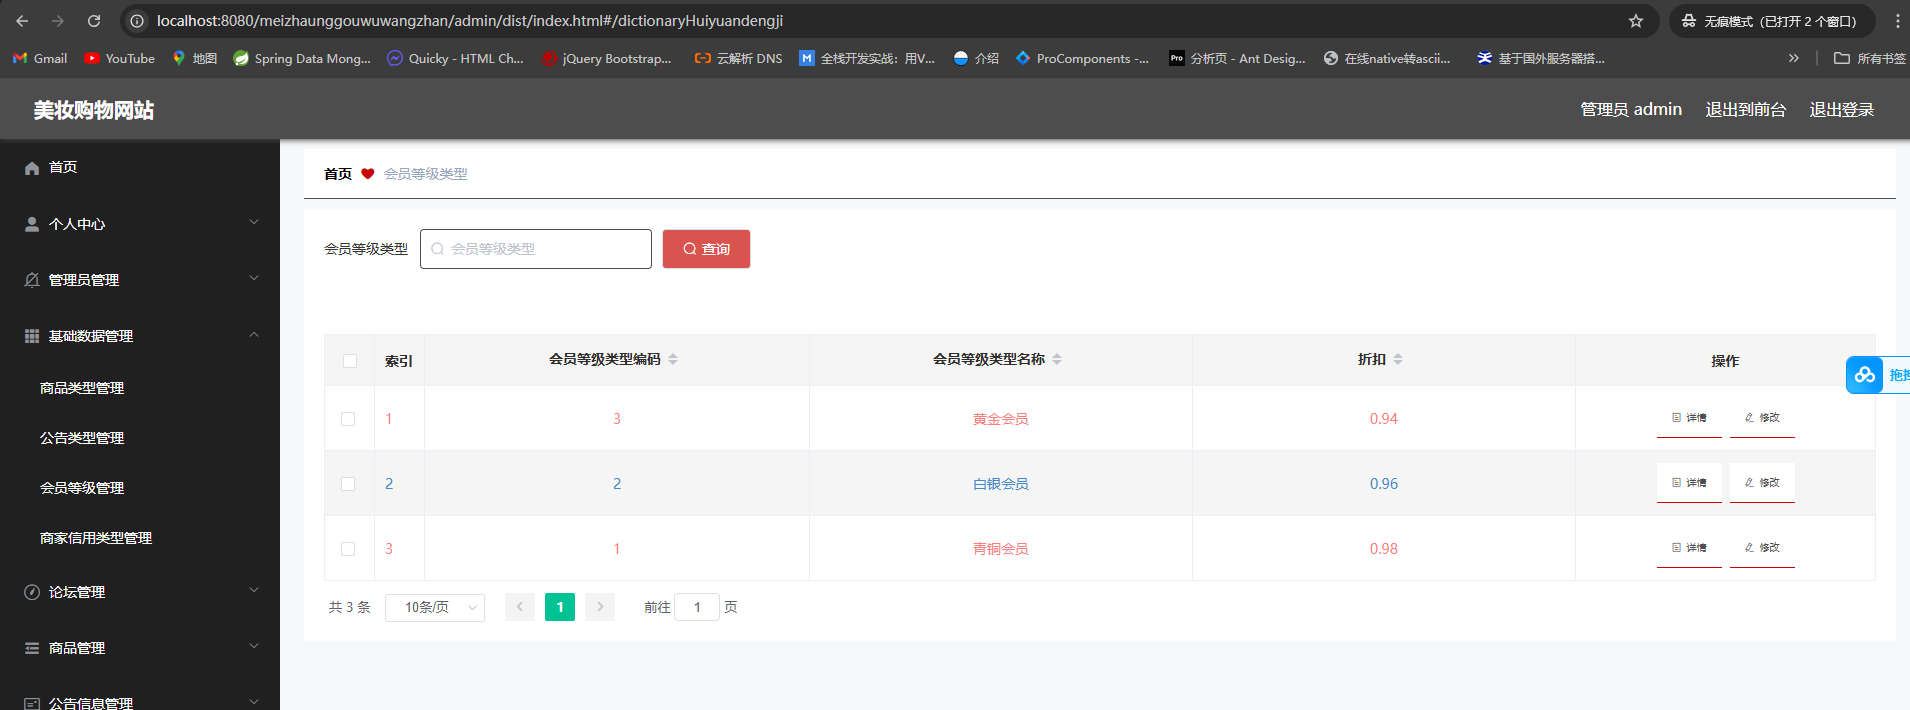 localhost:8080/meizhaunggouwuwangzhan/admin/dist/index.html#/dictionaryHuiyuandengji
无痕模式（已打开 2 个窗口）
Gmail YouTube 地图 Spring Data Mong... Quicky - HTML Ch... jQuery Bootstrap... 云解析 DNS 全栈开发实战：用V... 介绍 ProComponents -... Pro 分析页 - Ant Desig... 在线native转ascii... 基于国外服务器搭... 所有书签
美妆购物网站
管理员 admin 退出到前台 退出登录
首页
个人中心
管理员管理
基础数据管理
商品类型管理
公告类型管理
会员等级管理
商家信用类型管理
论坛管理
商品管理
公告信息管理
首页 会员等级类型
会员等级类型 会员等级类型 查询
索引 会员等级类型编码 会员等级类型名称 折扣 操作
1 3 黄金会员 0.94 详情 修改
2 2 白银会员 0.96 详情 修改
3 1 青铜会员 0.98 详情 修改
共 3 条 10条/页 1 前往 1 页